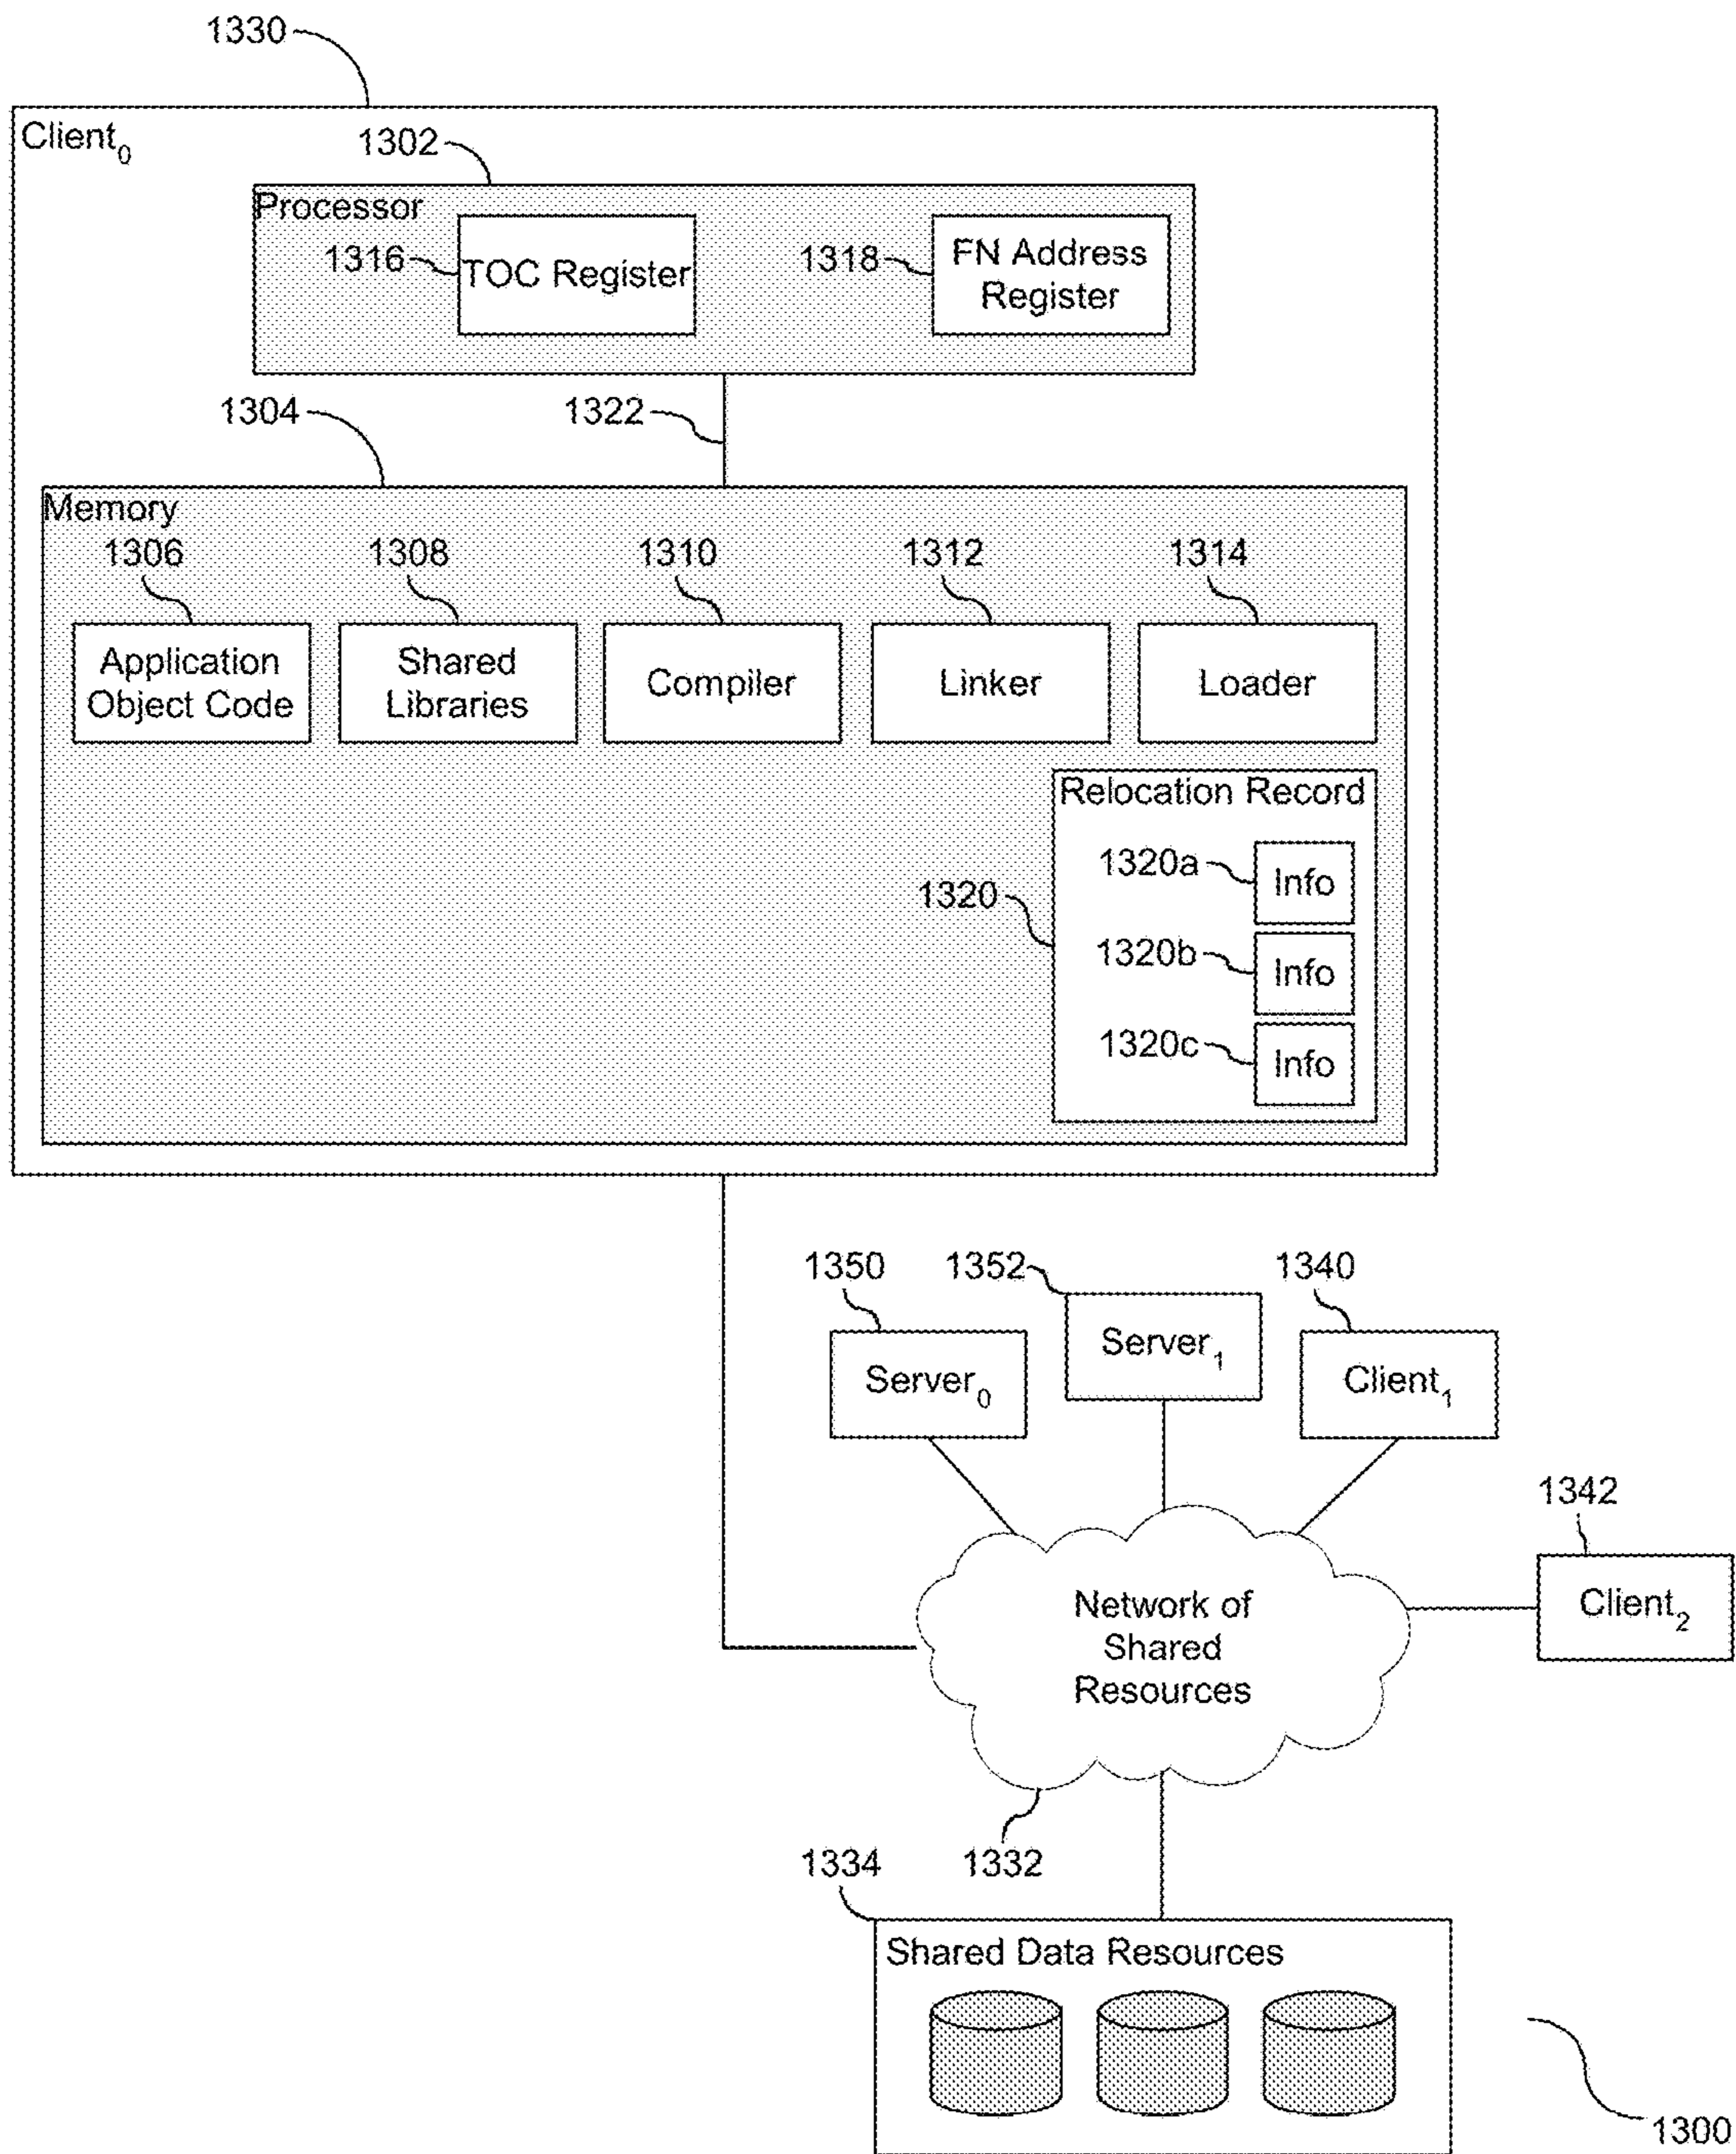 1330
Client0
1302
Processor
1316
TOC Register
1318
FN Address
Register
1304
1322
Memory
1306
1308
1310
1312
1314
Application
Object Code
Shared
Libraries
Compiler
Linker
Loader
Relocation Record
1320
1320a
Info
1320b
Info
1320c
Info
1350
1352
1340
Server0
Server1
Client1
1342
Client2
Network of
Shared
Resources
1334
1332
Shared Data Resources
1300